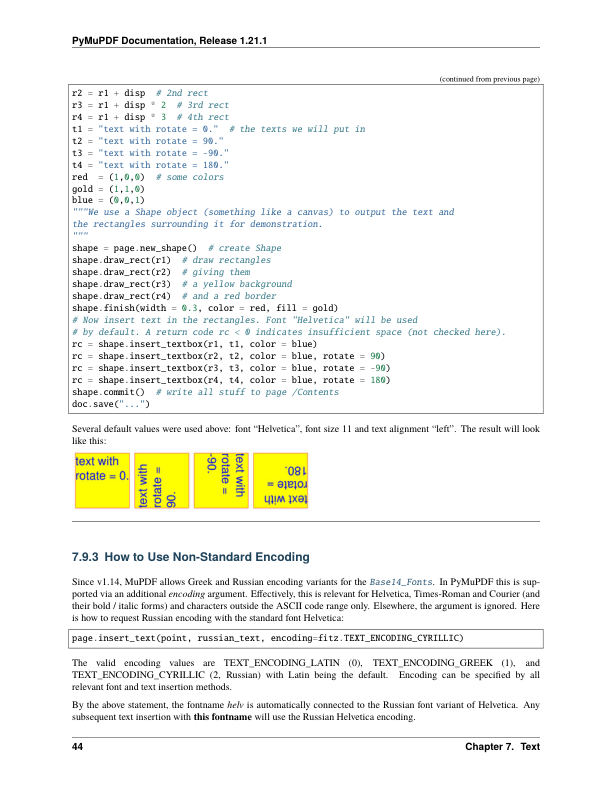 PyMuPDF Documentation, Release 1.21.1
(continued from previous page)
r2 = r1 + disp  # 2nd rect
r3 = r1 + disp * 2  # 3rd rect
r4 = r1 + disp * 3  # 4th rect
t1 = "text with rotate = 0."  # the texts we will put in
t2 = "text with rotate = 90."
t3 = "text with rotate = -90."
t4 = "text with rotate = 180."
red  = (1,0,0)  # some colors
gold = (1,1,0)
blue = (0,0,1)
"""We use a Shape object (something like a canvas) to output the text and
the rectangles surrounding it for demonstration.
"""
shape = page.new_shape()  # create Shape
shape.draw_rect(r1)  # draw rectangles
shape.draw_rect(r2)  # giving them
shape.draw_rect(r3)  # a yellow background
shape.draw_rect(r4)  # and a red border
shape.finish(width = 0.3, color = red, fill = gold)
# Now insert text in the rectangles. Font "Helvetica" will be used
# by default. A return code rc < 0 indicates insufficient space (not checked here).
rc = shape.insert_textbox(r1, t1, color = blue)
rc = shape.insert_textbox(r2, t2, color = blue, rotate = 90)
rc = shape.insert_textbox(r3, t3, color = blue, rotate = -90)
rc = shape.insert_textbox(r4, t4, color = blue, rotate = 180)
shape.commit()  # write all stuff to page /Contents
doc.save("...")
Several default values were used above: font “Helvetica”, font size 11 and text alignment “left”. The result will look
like this:
text with
rotate = 0.
text with
rotate =
90.
text with
rotate =
-90.
text with
rotate =
180.
7.9.3 How to Use Non-Standard Encoding
Since v1.14, MuPDF allows Greek and Russian encoding variants for the Base14_Fonts. In PyMuPDF this is sup-
ported via an additional encoding argument. Effectively, this is relevant for Helvetica, Times-Roman and Courier (and
their bold / italic forms) and characters outside the ASCII code range only. Elsewhere, the argument is ignored. Here
is how to request Russian encoding with the standard font Helvetica:
page.insert_text(point, russian_text, encoding=fitz.TEXT_ENCODING_CYRILLIC)
The valid encoding values are TEXT_ENCODING_LATIN (0), TEXT_ENCODING_GREEK (1), and
TEXT_ENCODING_CYRILLIC (2, Russian) with Latin being the default. Encoding can be specified by all
relevant font and text insertion methods.
By the above statement, the fontname helv is automatically connected to the Russian font variant of Helvetica. Any
subsequent text insertion with this fontname will use the Russian Helvetica encoding.
44
Chapter 7. Text